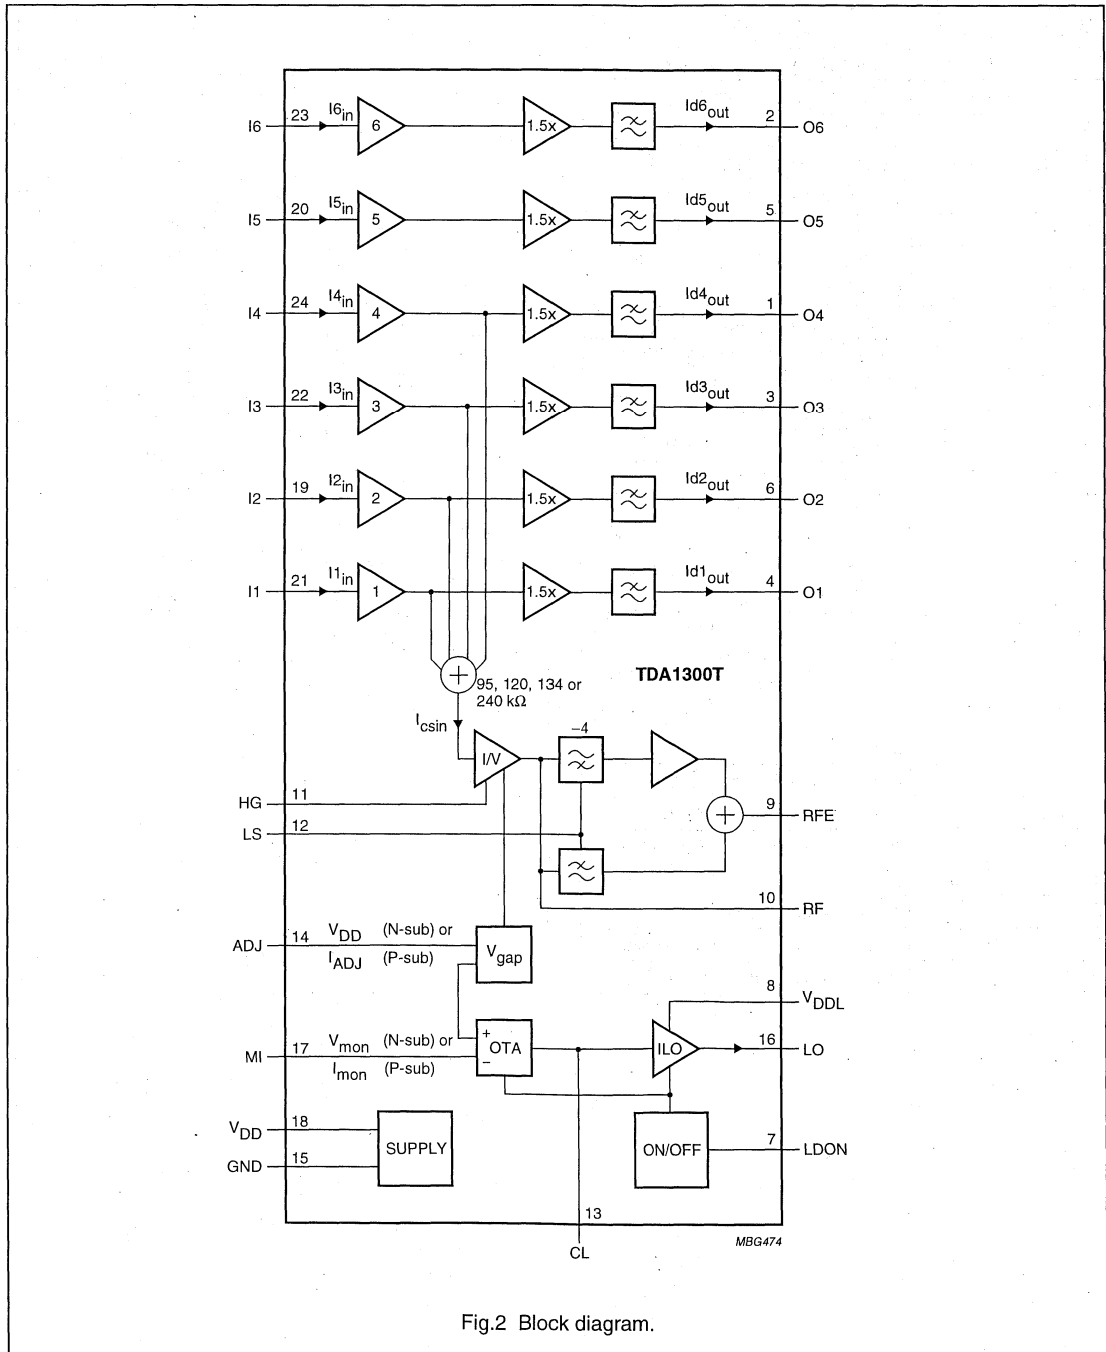 I6 23 I6in 6 1.5x Id6out 2 O6
I5 20 I5in 5 1.5x Id5out 5 O5
I4 24 I4in 4 1.5x Id4out 1 O4
I3 22 I3in 3 1.5x Id3out 3 O3
I2 19 I2in 2 1.5x Id2out 6 O2
I1 21 I1in 1 1.5x Id1out 4 O1
TDA1300T
95, 120, 134 or
240 kΩ
Icsin
−4
I/V
HG 11
9 RFE
LS 12
10 RF
ADJ 14 VDD (N-sub) or
IADJ (P-sub)
Vgap
8 VDDL
MI 17 Vmon (N-sub) or
Imon (P-sub)
+
OTA
−
ILO
16 LO
VDD 18
GND 15
SUPPLY
ON/OFF
7 LDON
13
CL
MBG474
Fig.2 Block diagram.